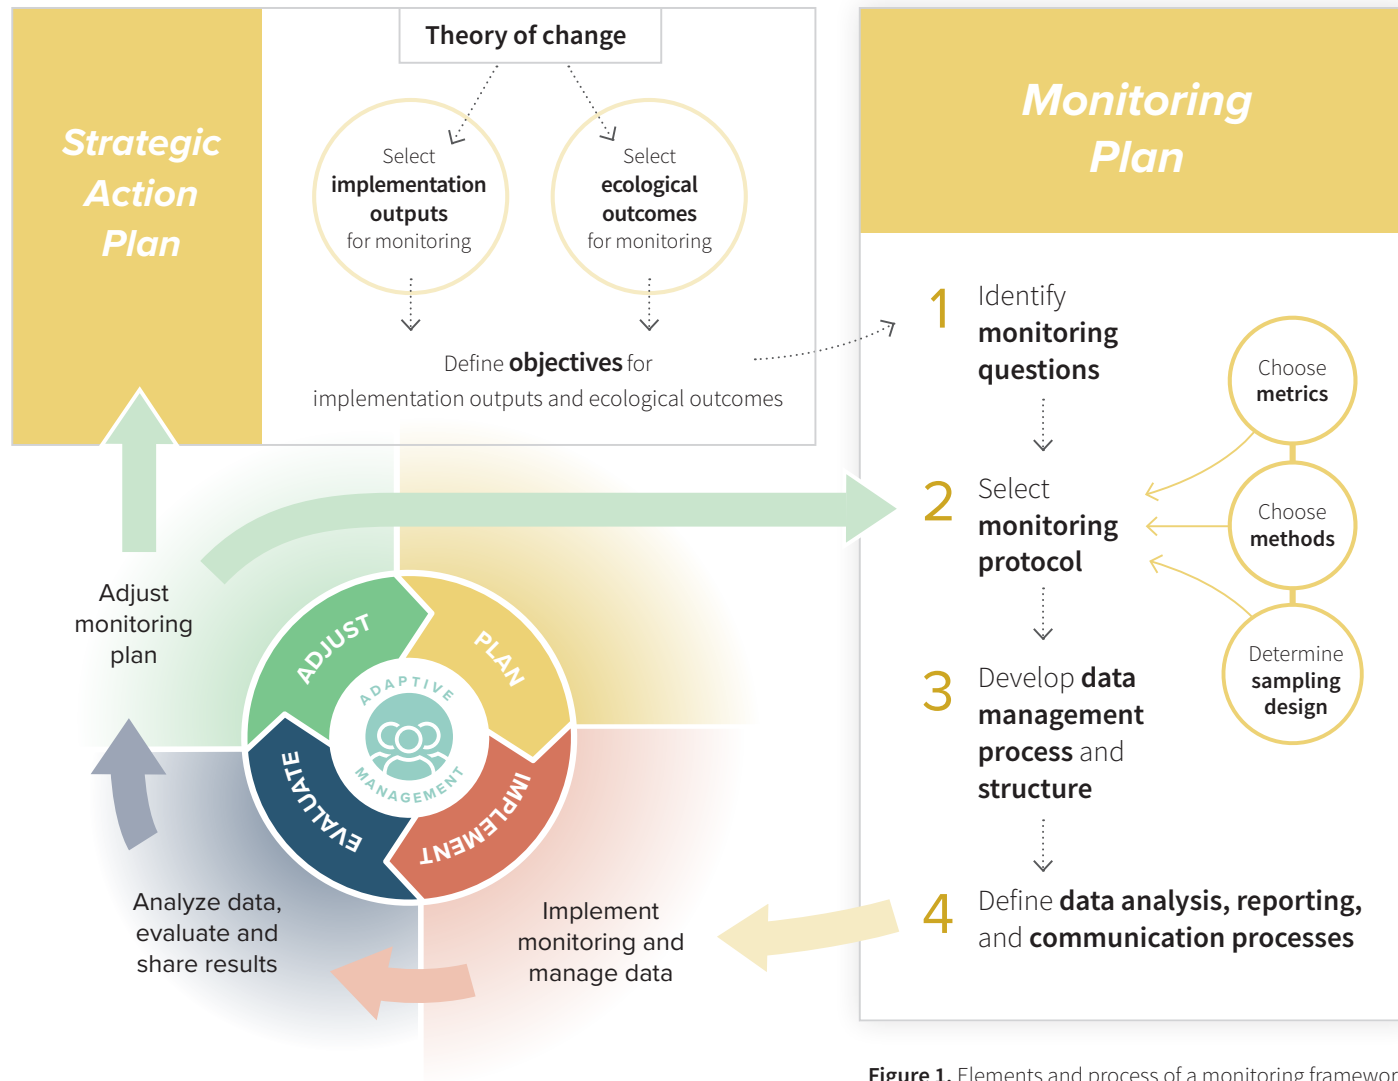 Strategic
Action
Plan
Theory of change
Select
implementation
outputs
for monitoring
Select
ecological
outcomes
for monitoring
Define objectives for
implementation outputs and ecological outcomes
Monitoring
Plan
1
Identify
monitoring
questions
2
Select
monitoring
protocol
Choose
metrics
Choose
methods
Determine
sampling
design
3
Develop data
management
process and
structure
4
Define data analysis, reporting,
and communication processes
Adjust
monitoring
plan
ADJUST
PLAN
IMPLEMENT
EVALUATE
ADAPTIVE
MANAGEMENT
Analyze data,
evaluate and
share results
Implement
monitoring and
manage data
Figure 1. Elements and process of a monitoring